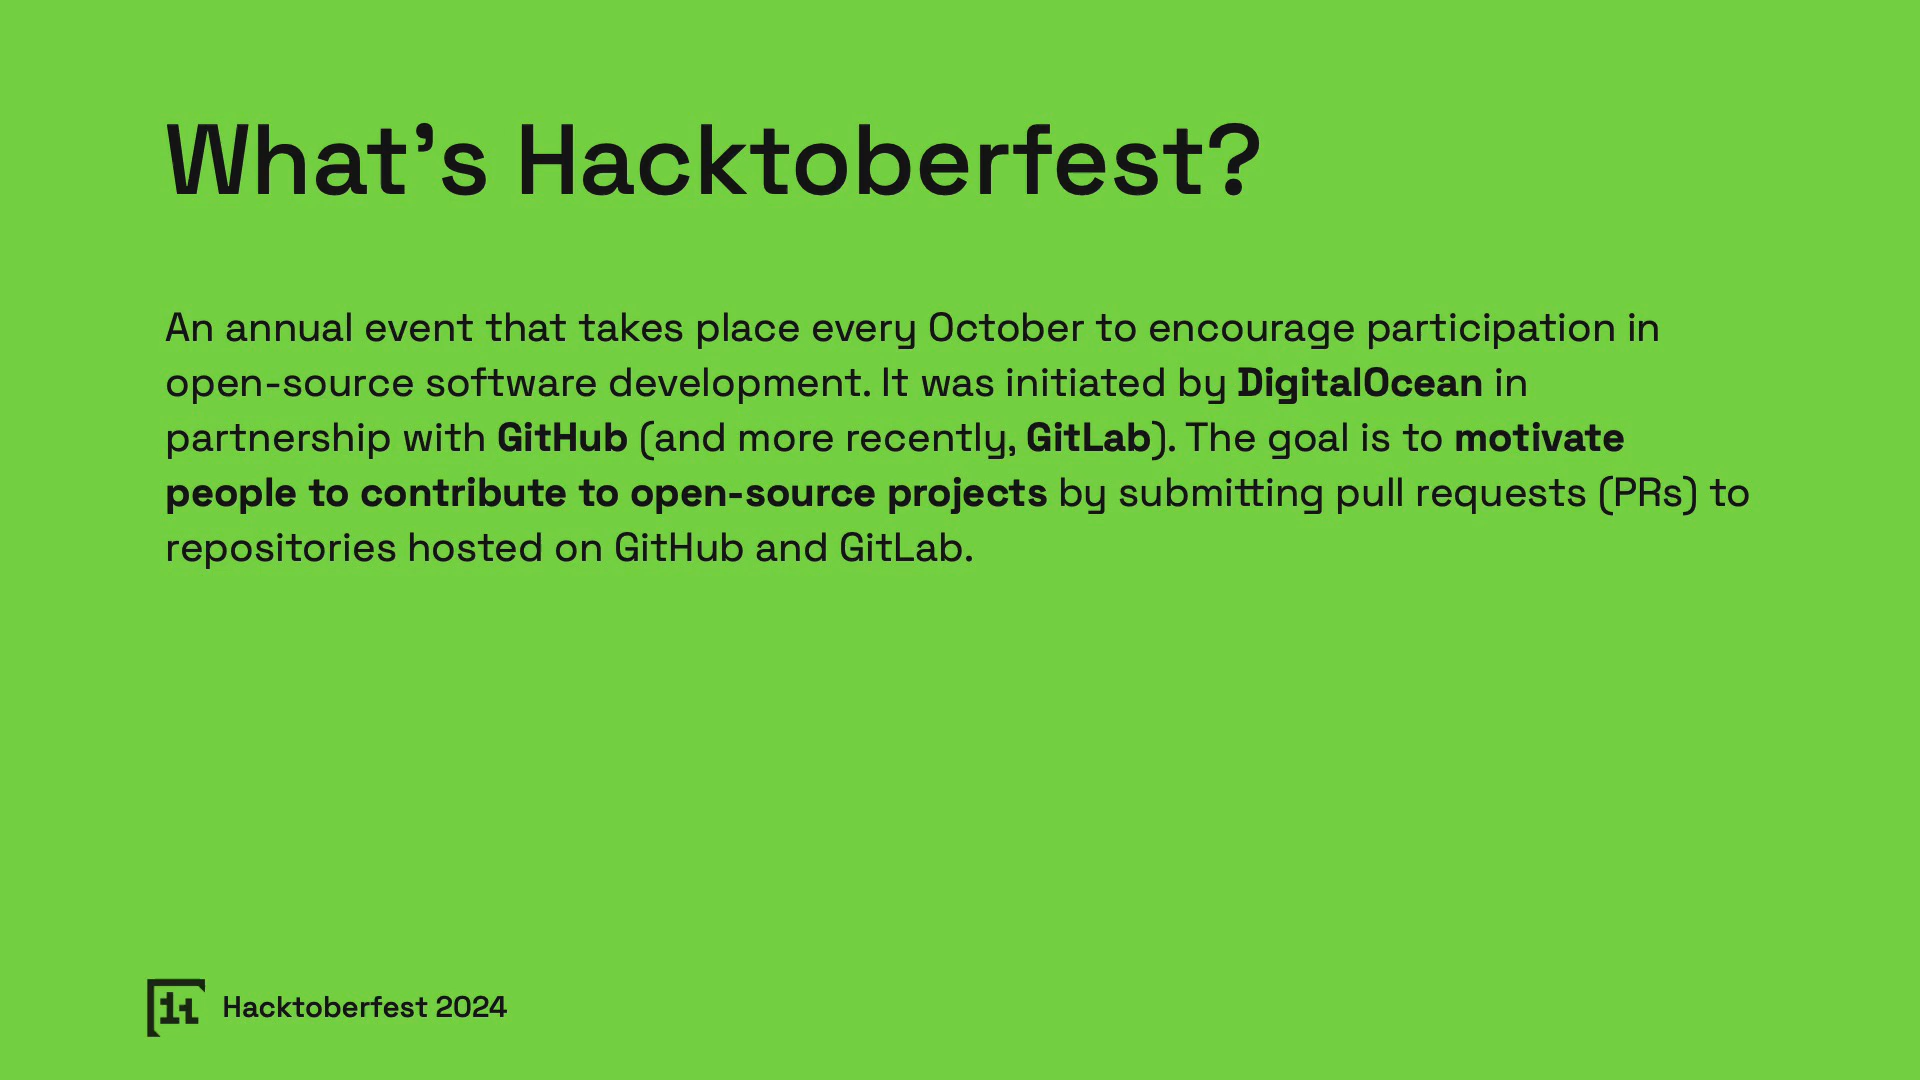 What’s Hacktoberfest?
An annual event that takes place every October to encourage participation in
open-source software development. It was initiated by DigitalOcean in
partnership with GitHub (and more recently, GitLab). The goal is to motivate
people to contribute to open-source projects by submitting pull requests (PRs) to
repositories hosted on GitHub and GitLab.
Hacktoberfest 2024